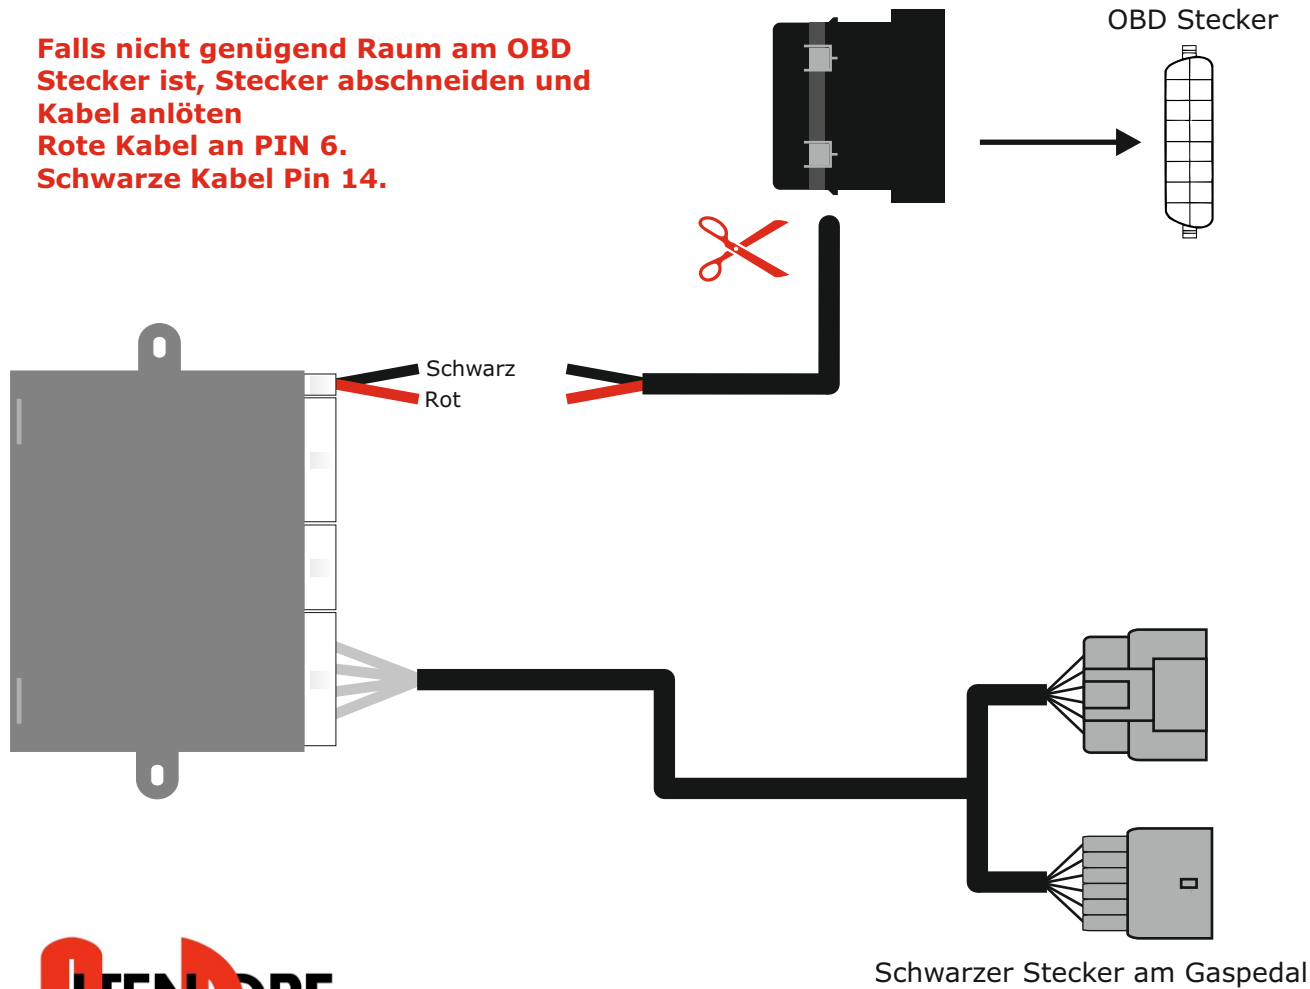 Falls nicht genügend Raum am OBD
Stecker ist, Stecker abschneiden und
Kabel anlöten
Rote Kabel an PIN 6.
Schwarze Kabel Pin 14.
OBD Stecker
Schwarz
Rot
Schwarzer Stecker am Gaspedal